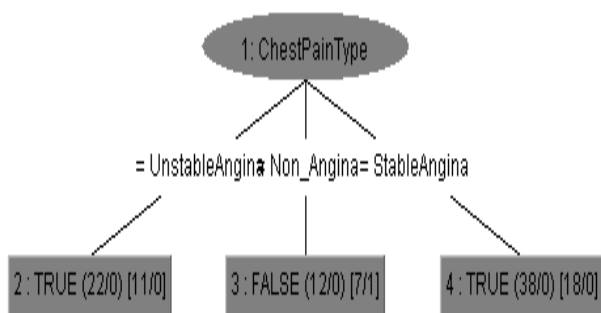 1: ChestPainType
= UnstableAngina = Non_Angina = StableAngina
2 : TRUE (22/0) [11/0] 3 : FALSE (12/0) [7/1] 4 : TRUE (38/0) [18/0]